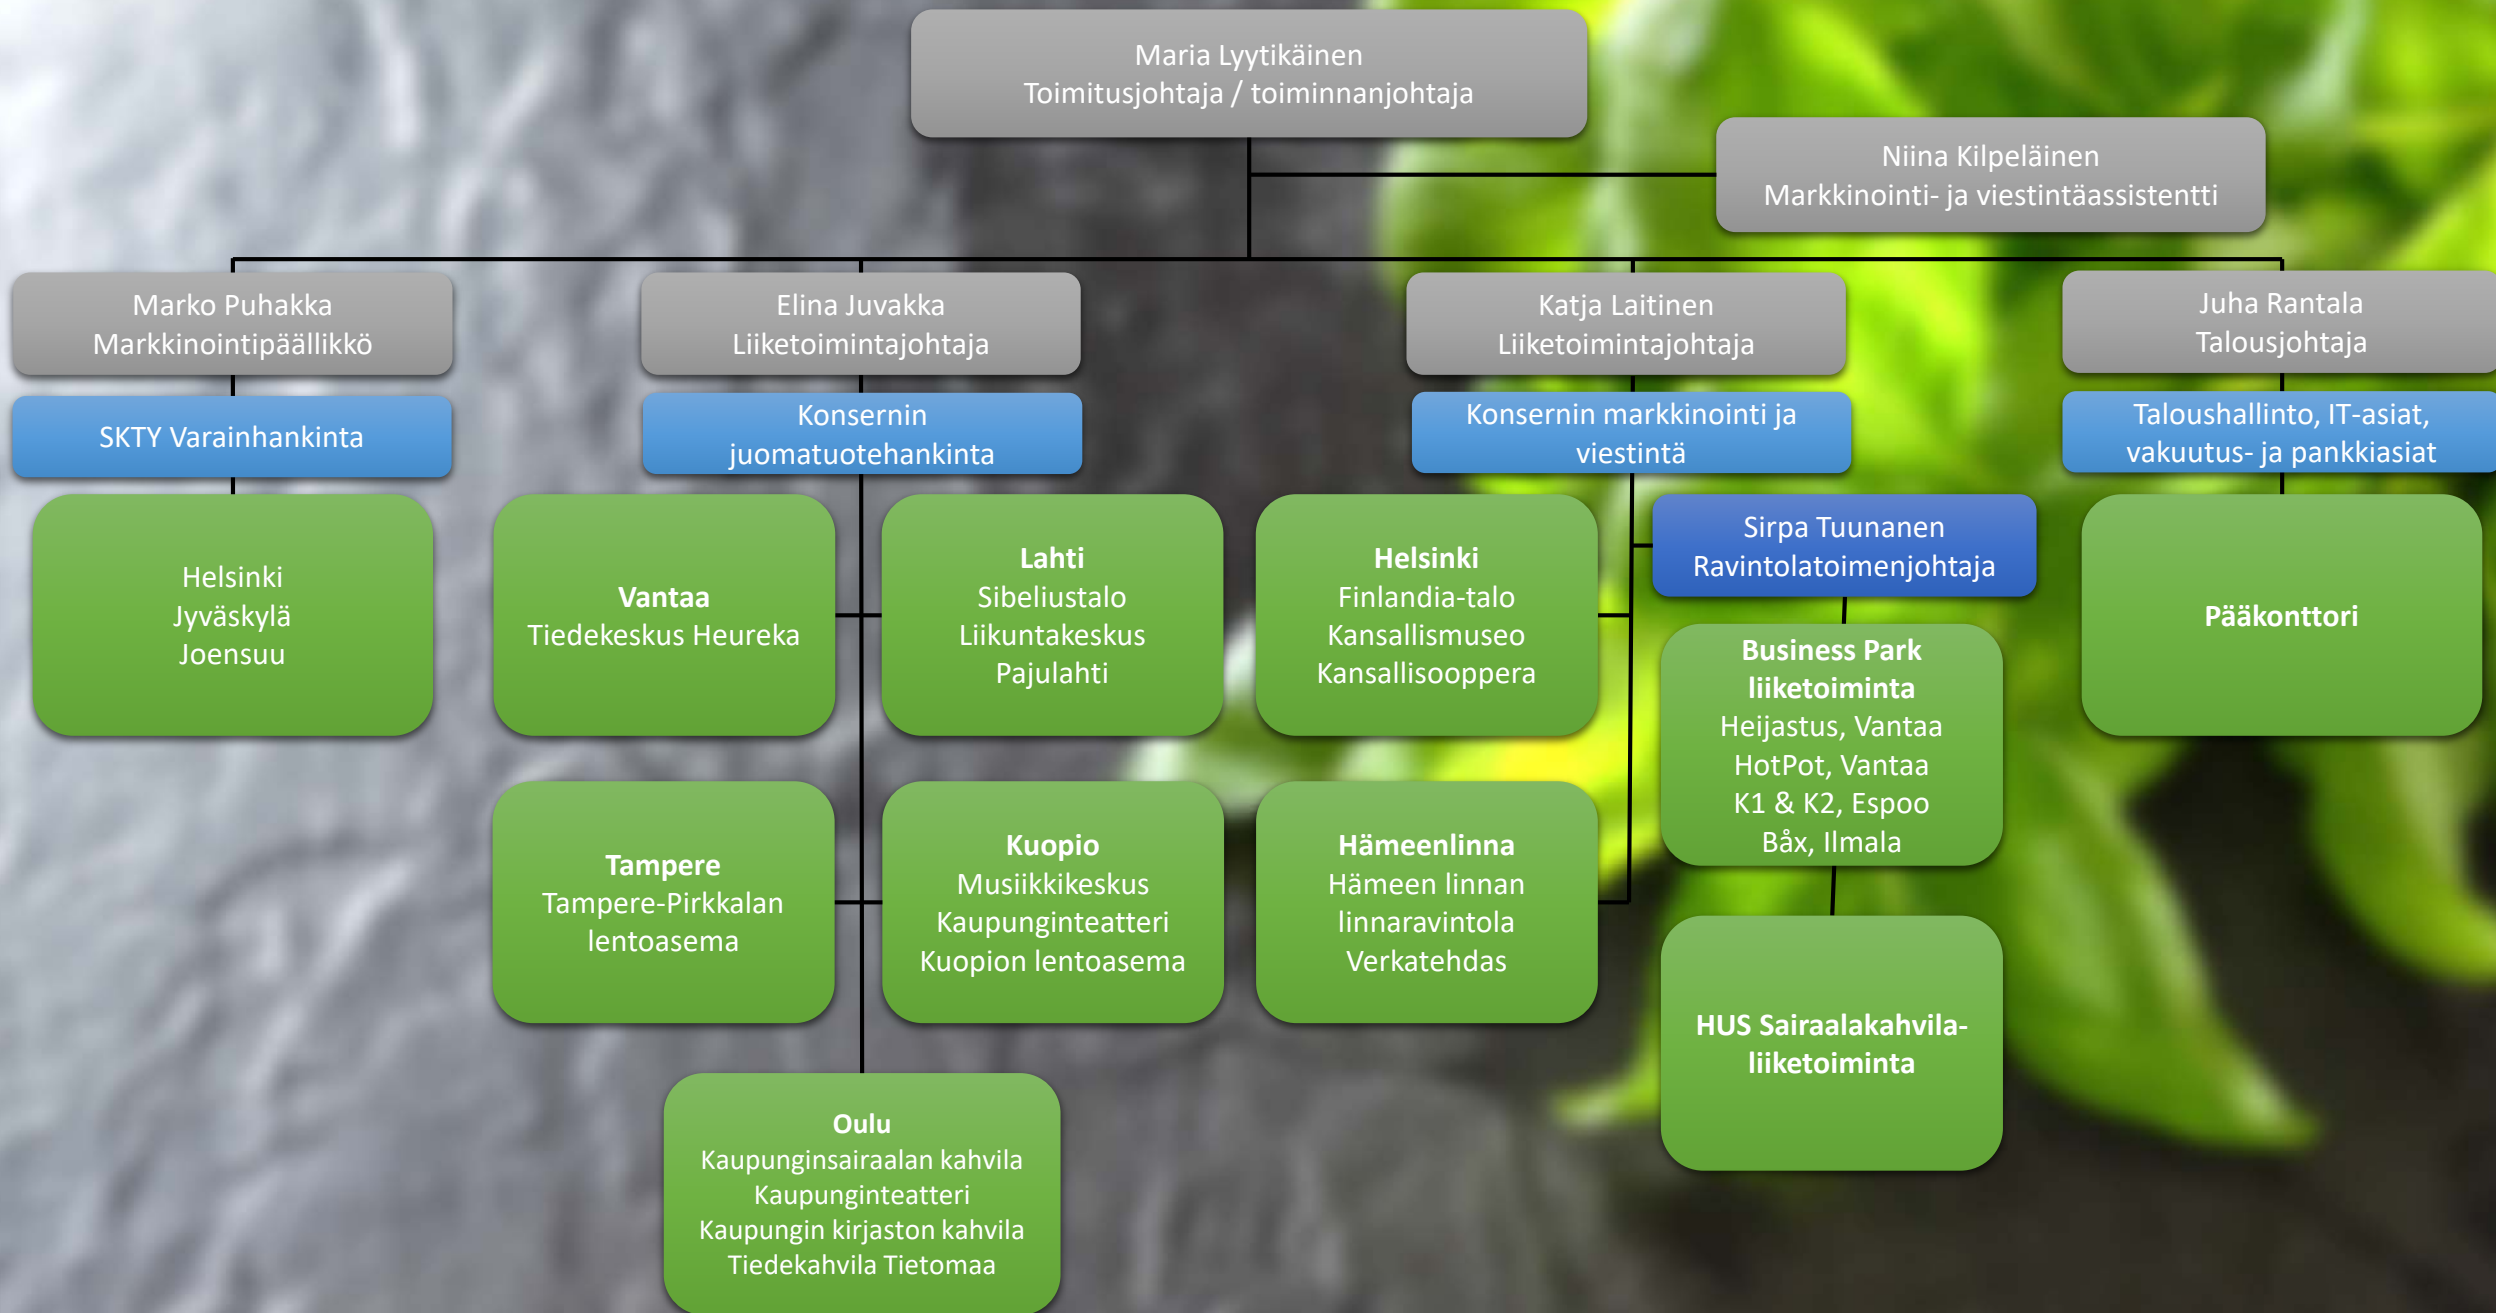 Maria Lyytikäinen
Toimitusjohtaja / toiminnanjohtaja
Niina Kilpeläinen
Markkinointi- ja viestintäassistentti
Marko Puhakka
Markkinointipäällikkö
Elina Juvakka
Liiketoimintajohtaja
Katja Laitinen
Liiketoimintajohtaja
Juha Rantala
Talousjohtaja
SKTY Varainhankinta
Konsernin
juomatuotehankinta
Konsernin markkinointi ja
viestintä
Taloushallinto, IT-asiat,
vakuutus- ja pankkiasiat
Helsinki
Jyväskylä
Joensuu
Vantaa
Tiedekeskus Heureka
Lahti
Sibeliustalo
Liikuntakeskus
Pajulahti
Helsinki
Finlandia-talo
Kansallismuseo
Kansallisooppera
Sirpa Tuunanen
Ravintolatoimenjohtaja
Pääkonttori
Business Park
liiketoiminta
Heijastus, Vantaa
HotPot, Vantaa
K1 & K2, Espoo
Båx, Ilmala
Tampere
Tampere-Pirkkalan
lentoasema
Kuopio
Musiikkikeskus
Kaupunginteatteri
Kuopion lentoasema
Hämeenlinna
Hämeen linnan
linnaravintola
Verkatehdas
HUS Sairaalakahvila-
liiketoiminta
Oulu
Kaupunginsairaalan kahvila
Kaupunginteatteri
Kaupungin kirjaston kahvila
Tiedekahvila Tietomaa